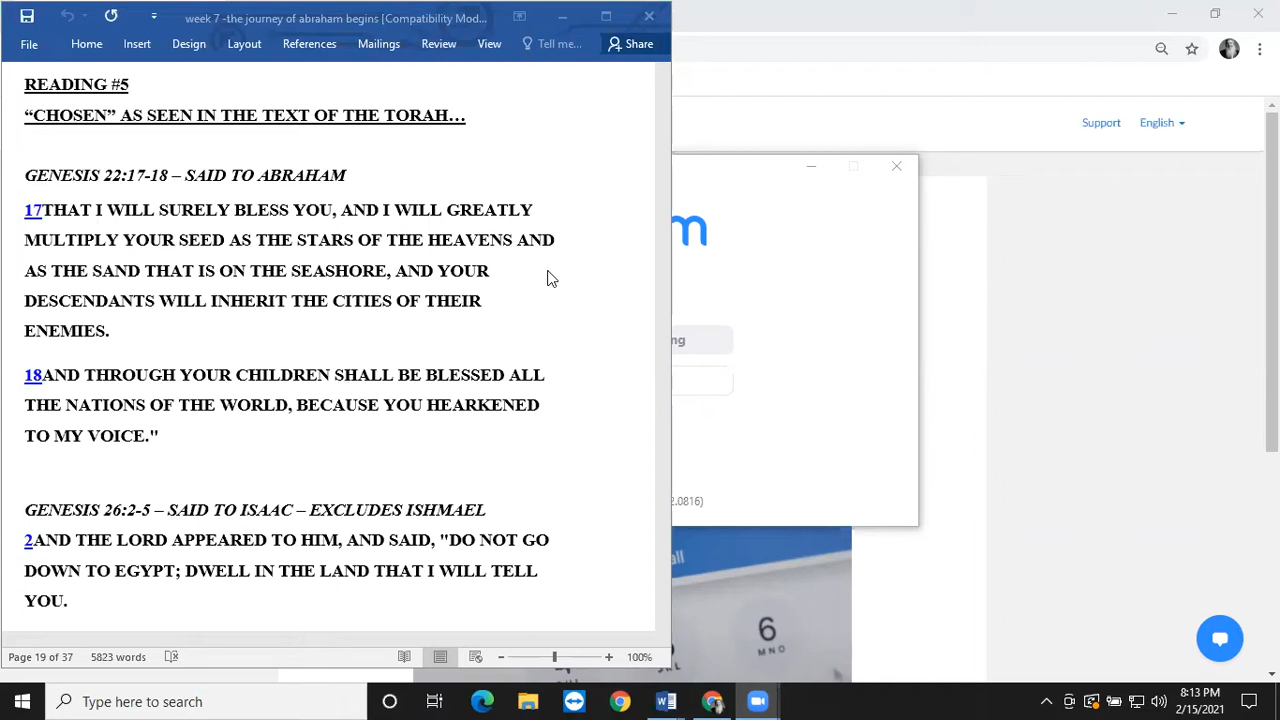 week 7 -the journey of abraham begins [Compatibility Mod...
File Home Insert Design Layout References Mailings Review View Tell me... Share
READING #5
“CHOSEN” AS SEEN IN THE TEXT OF THE TORAH…
GENESIS 22:17-18 – SAID TO ABRAHAM
17THAT I WILL SURELY BLESS YOU, AND I WILL GREATLY
MULTIPLY YOUR SEED AS THE STARS OF THE HEAVENS AND
AS THE SAND THAT IS ON THE SEASHORE, AND YOUR
DESCENDANTS WILL INHERIT THE CITIES OF THEIR
ENEMIES.
18AND THROUGH YOUR CHILDREN SHALL BE BLESSED ALL
THE NATIONS OF THE WORLD, BECAUSE YOU HEARKENED
TO MY VOICE."
GENESIS 26:2-5 – SAID TO ISAAC – EXCLUDES ISHMAEL
2AND THE LORD APPEARED TO HIM, AND SAID, "DO NOT GO
DOWN TO EGYPT; DWELL IN THE LAND THAT I WILL TELL
YOU.
Page 19 of 37 5823 words 100%
Support English
m
ng
2.0816)
all
6
MNO
Type here to search
8:13 PM
2/15/2021